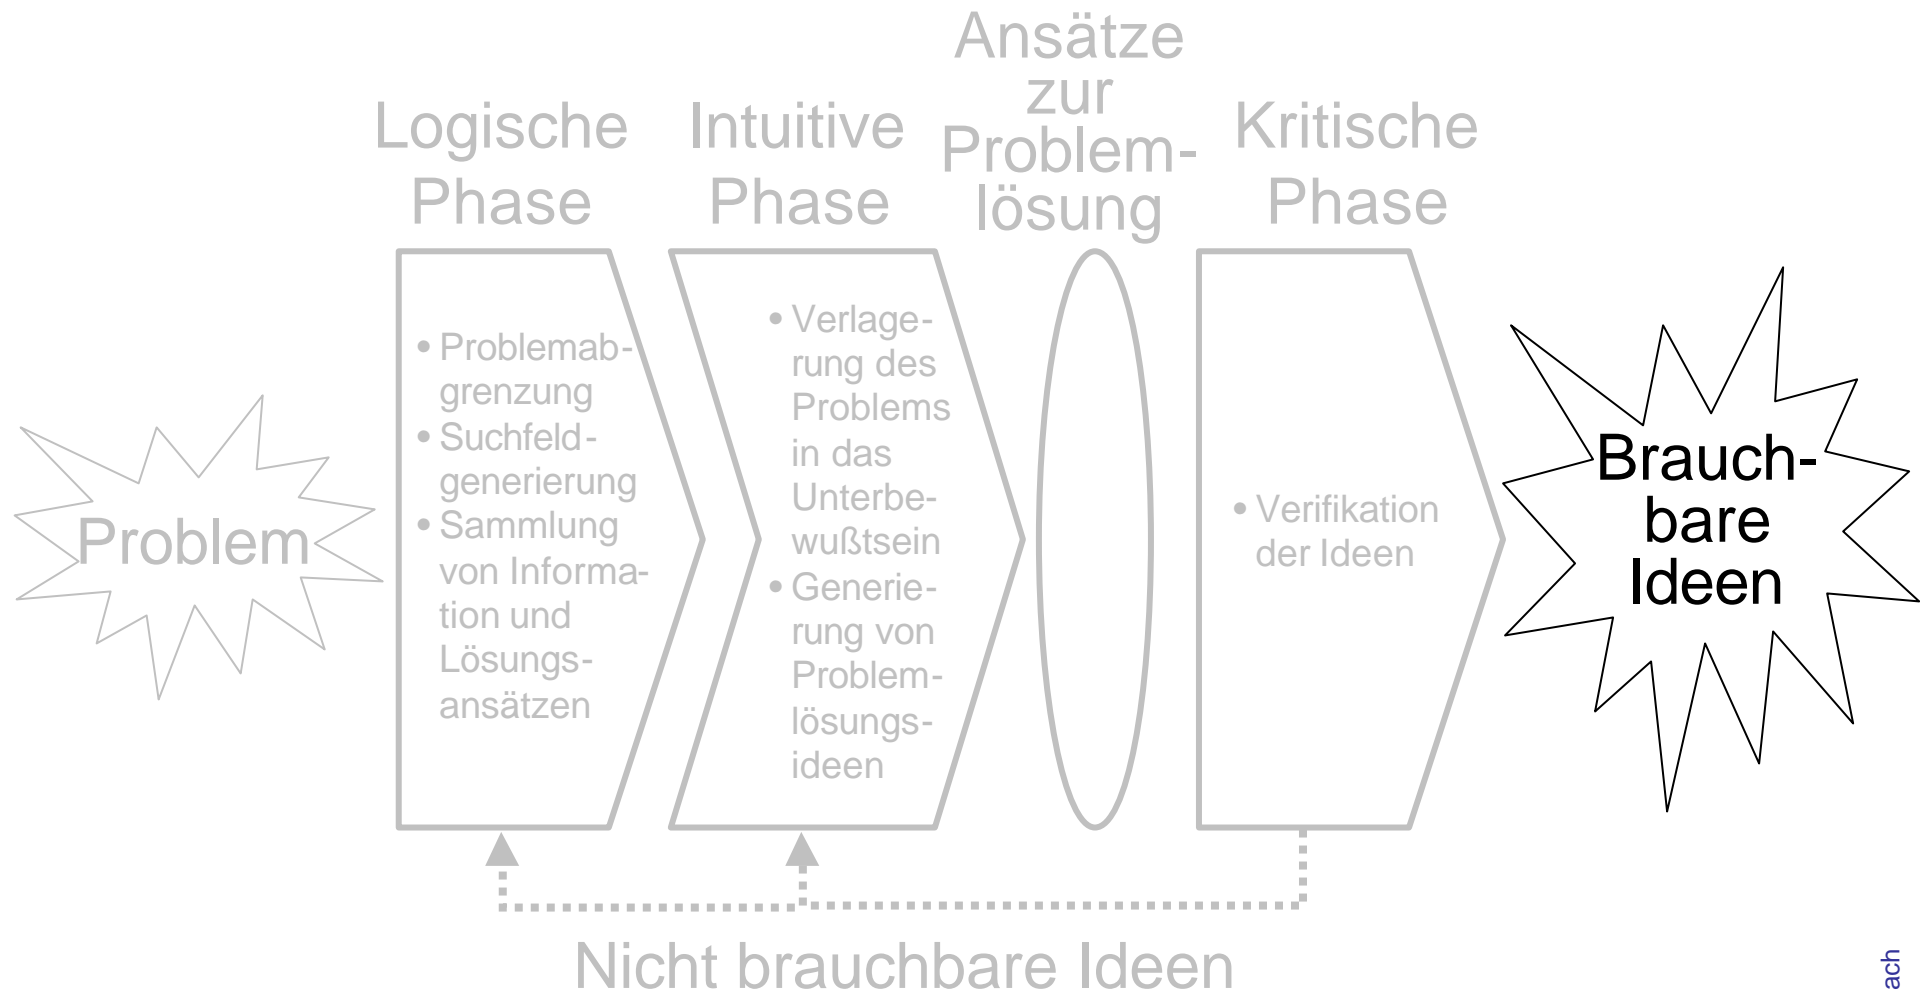 Problem
Logische
Phase
• Problemab-
grenzung
• Suchfeld-
generierung
• Sammlung
von Informa-
tion und
Lösungs-
ansätzen
Intuitive
Phase
• Verlage-
rung des
Problems
in das
Unterbe-
wußtsein
• Generie-
rung von
Problem-
lösungs-
ideen
Ansätze
zur
Problem-
lösung
Kritische
Phase
• Verifikation
der Ideen
Brauch-
bare
Ideen
Nicht brauchbare Ideen
ach